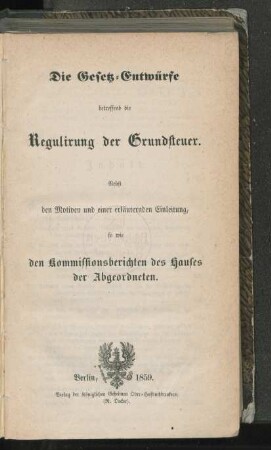 Die Gesetz-Entwürfe
betreffend die
Regulirung der Grundsteuer.
Nebst
den Motiven und einer erläuternden Einleitung,
so wie
den Kommissionsberichten des Hauses
der Abgeordneten.
Berlin, 1859.
Verlag der Königlichen Geheimen Ober-Hofbuchdruckerei
(R. Decker).